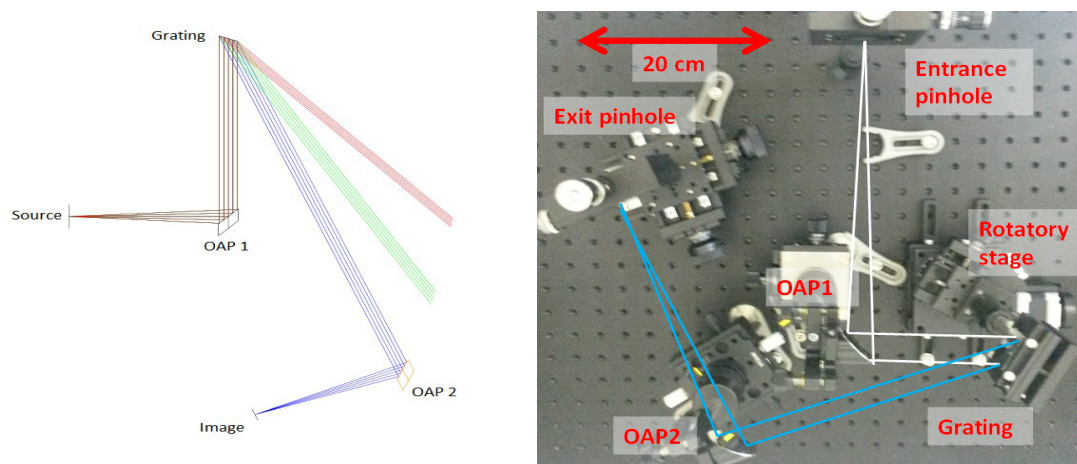 Grating
Source
OAP 1
OAP 2
Image
20 cm
Entrance
pinhole
Exit pinhole
Rotatory
stage
OAP1
OAP2
Grating